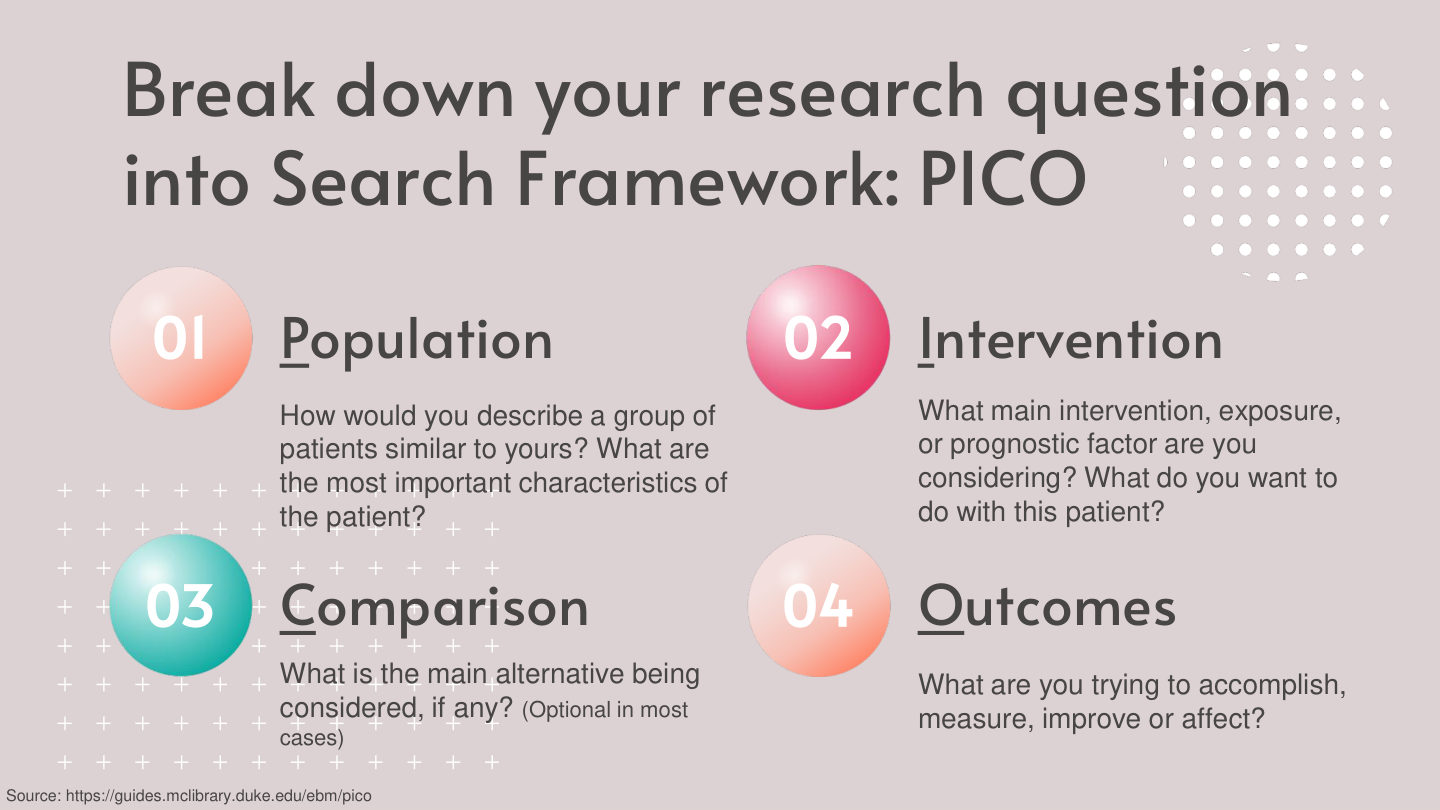 Break down your research question
into Search Framework: PICO
01
Population
How would you describe a group of
patients similar to yours? What are
the most important characteristics of
the patient?
02
Intervention
What main intervention, exposure,
or prognostic factor are you
considering? What do you want to
do with this patient?
03
Comparison
What is the main alternative being
considered, if any? (Optional in most
cases)
04
Outcomes
What are you trying to accomplish,
measure, improve or affect?
Source: https://guides.mclibrary.duke.edu/ebm/pico